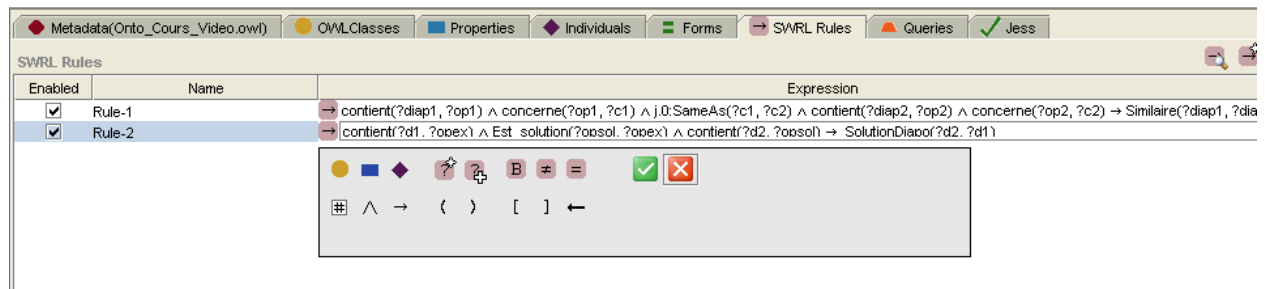 Metadata(Onto_Cours_Video.owl) OWLClasses Properties Individuals Forms → SWRL Rules Queries Jess
SWRL Rules
Enabled Name Expression
Rule-1 → contient(?diap1, ?op1) ∧ concerne(?op1, ?c1) ∧ j.0:SameAs(?c1, ?c2) ∧ contient(?diap2, ?op2) ∧ concerne(?op2, ?c2) → Similaire(?diap1, ?dia
Rule-2 → contient(?d1, ?opex) ∧ Est_solution(?opsol, ?opex) ∧ contient(?d2, ?opsol) → SolutionDiapo(?d2, ?d1)
? ? B ≠ =
# ∧ → ( ) [ ] ←